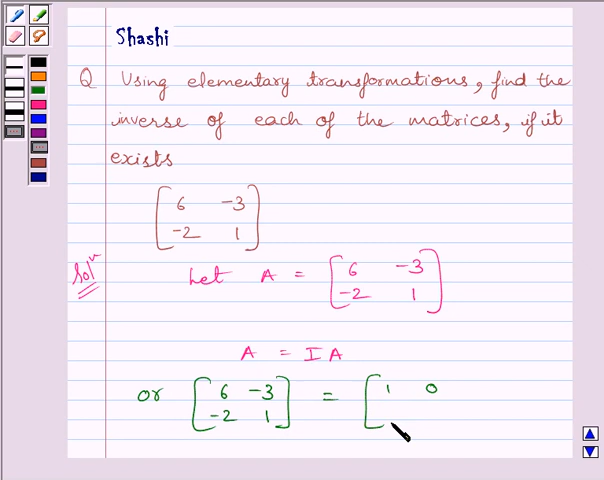 Shashi
Q Using elementary transformations, find the
inverse of each of the matrices, if it
exists
6 -3
-2 1
Solⁿ Let A = 6 -3
-2 1
A = IA
or 6 -3 = 1 0
-2 1